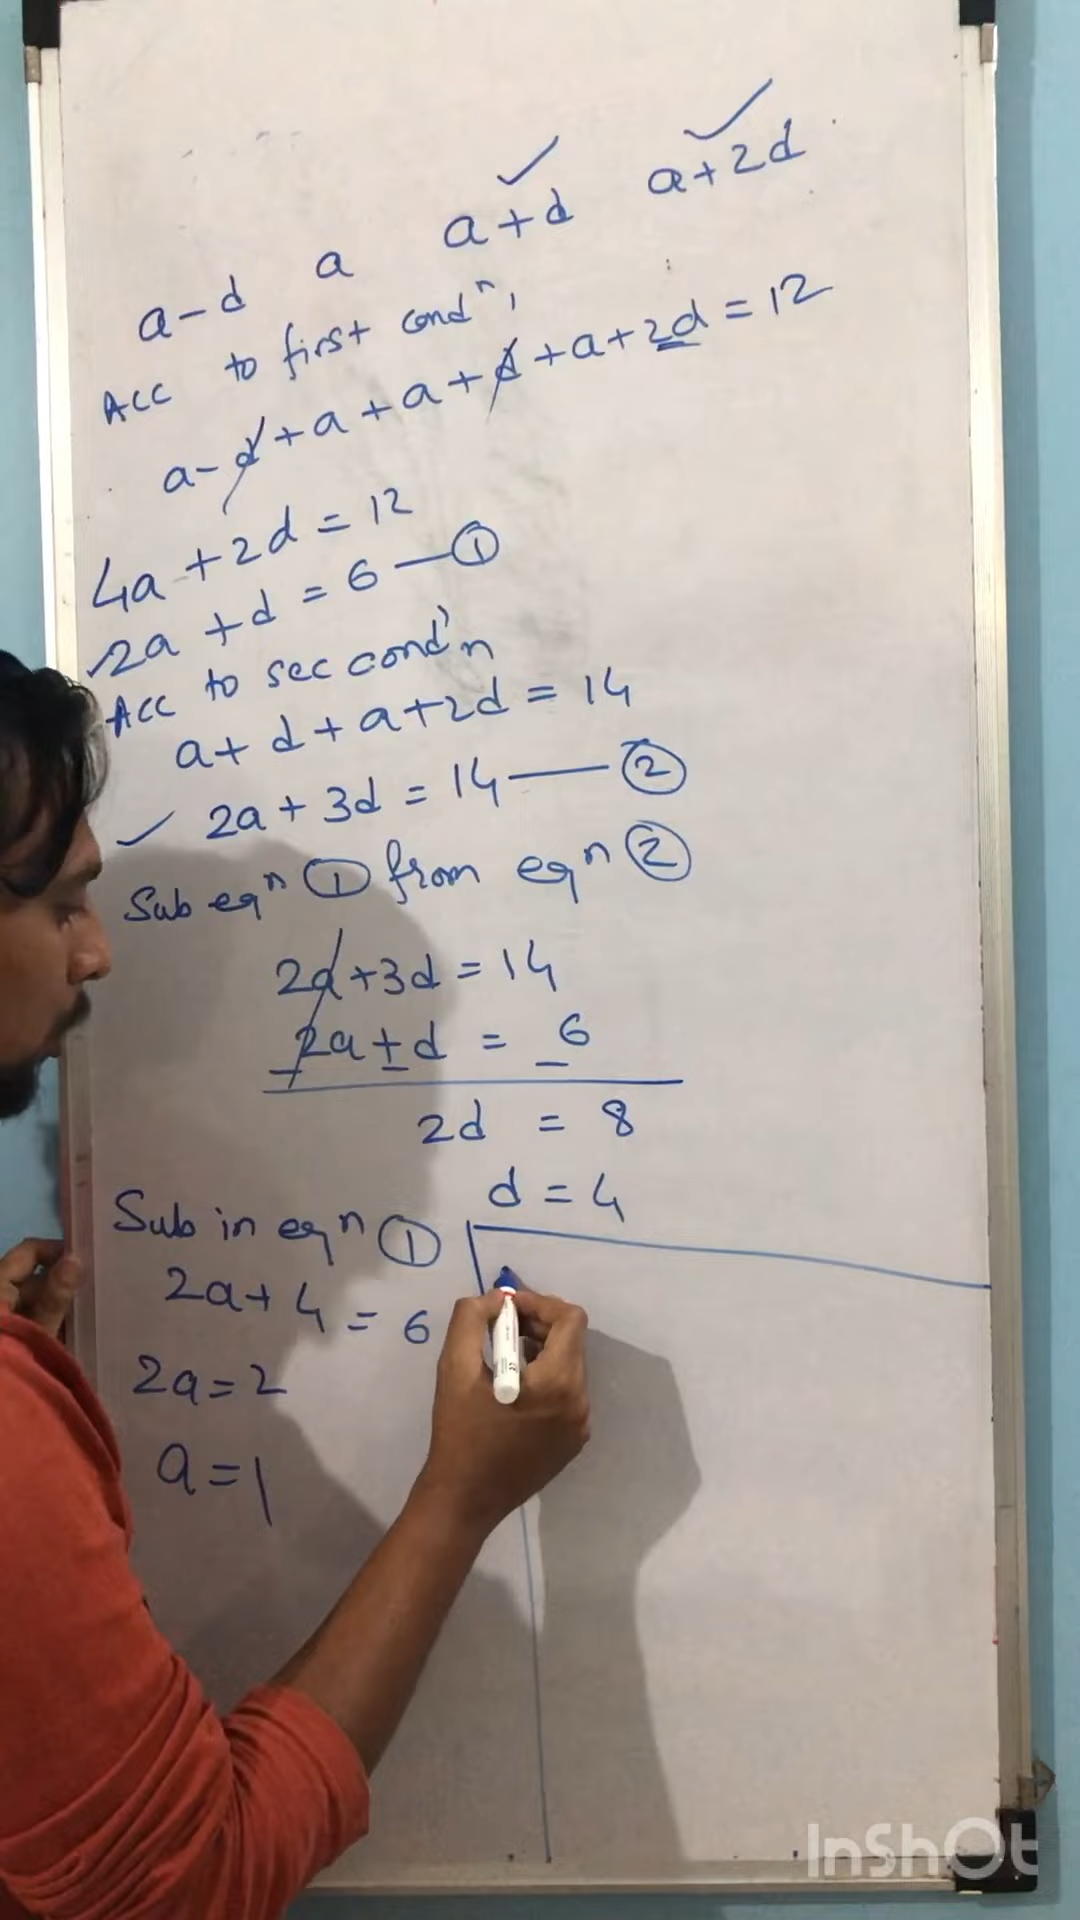 a-d a a+d a+2d
Acc to first condⁿ,
a-d+a+a+d+a+2d=12
4a+2d=12
2a+d=6—①
Acc to sec cond'n
a+d+a+2d=14
2a+3d=14—②
Sub eqⁿ ① from eqⁿ ②
2a+3d=14
2a+d=6
2d=8
d=4
Sub in eqⁿ ①
2a+4=6
2a=2
a=1
InShOt